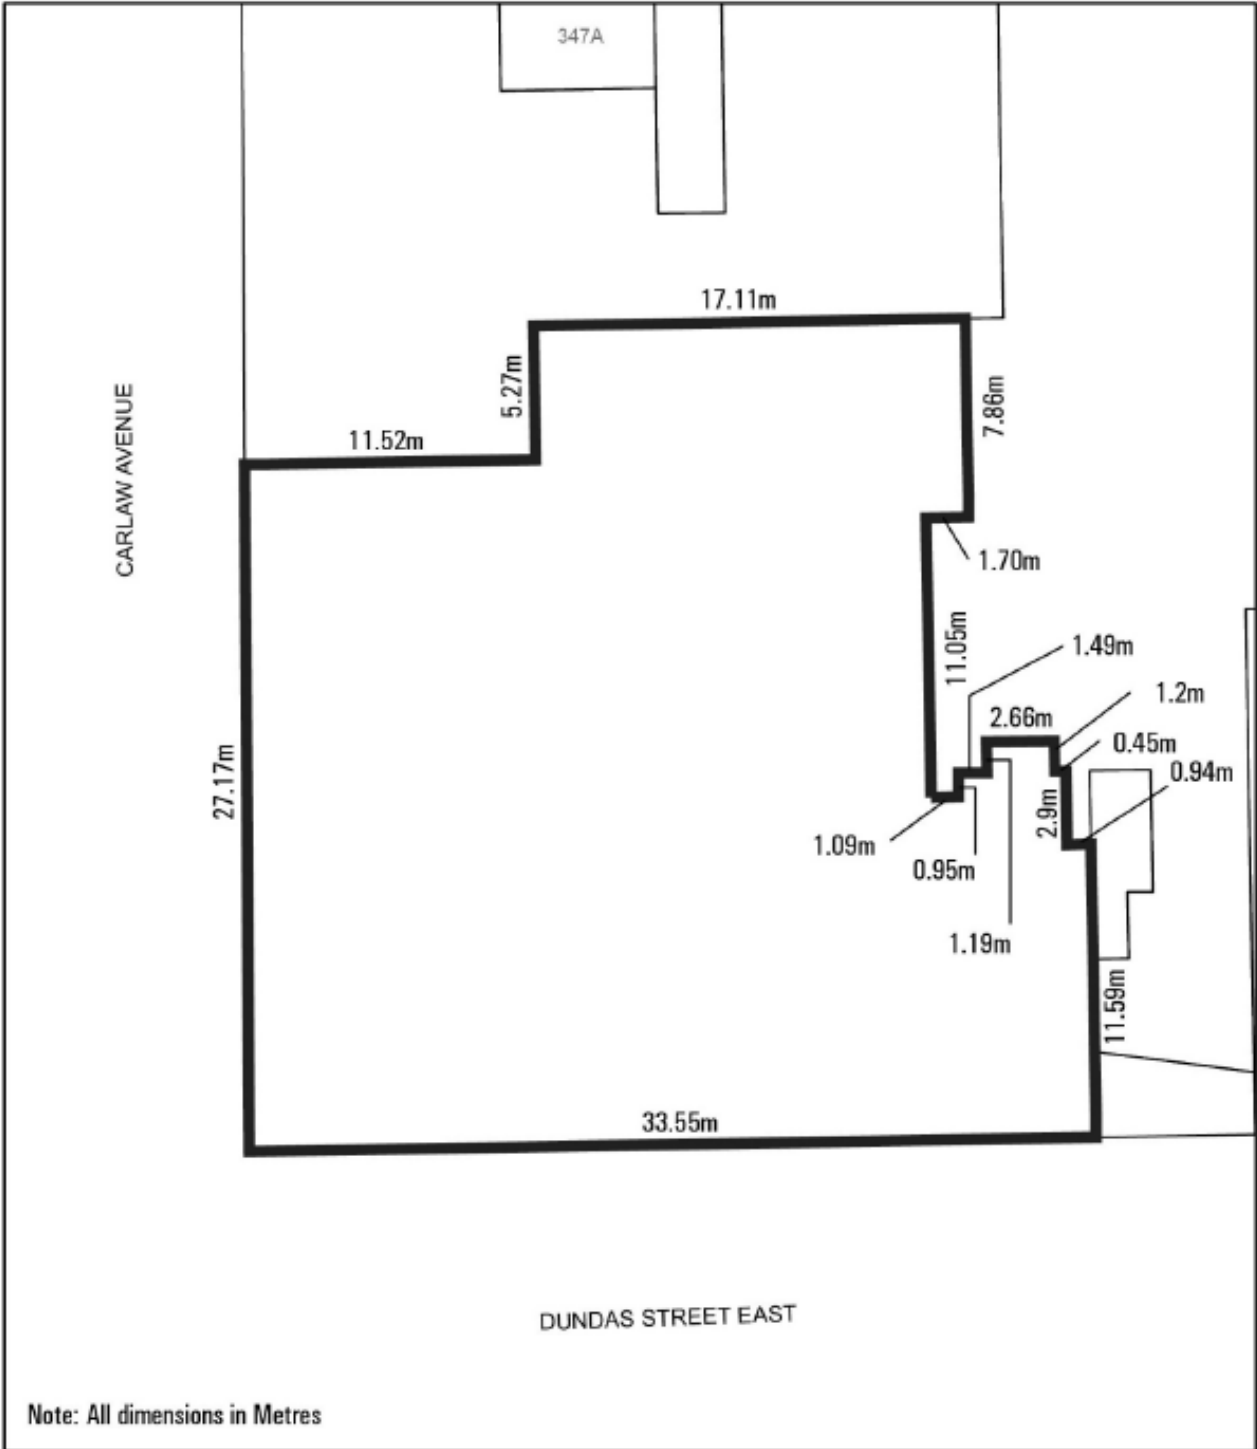 347A
17.11m
5.27m
7.86m
CARLAW AVENUE
11.52m
1.70m
11.05m
1.49m
1.2m
2.66m
0.45m
0.94m
27.17m
2.9m
1.09m
0.95m
1.19m
11.59m
33.55m
DUNDAS STREET EAST
Note: All dimensions in Metres